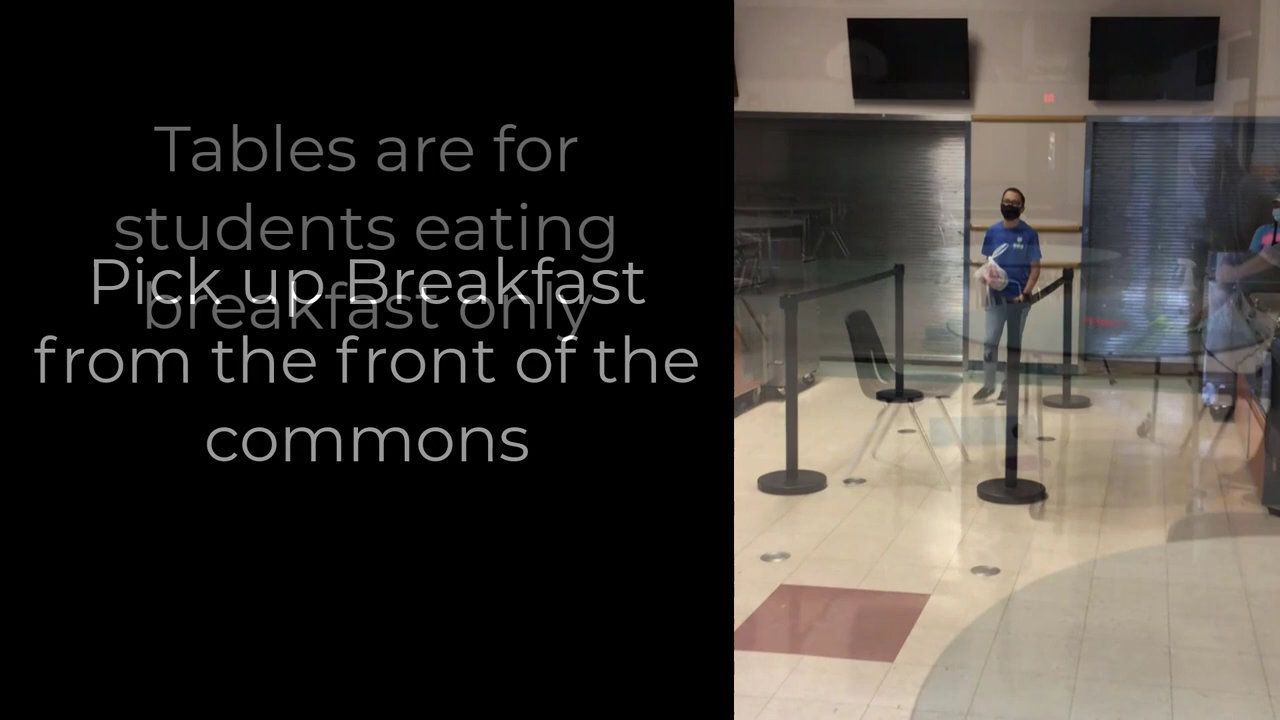 Tables are for
students eating
breakfast only
Pick up Breakfast
from the front of the
commons